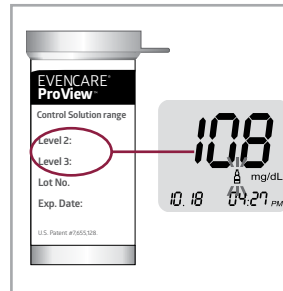 EVENCARE®
ProView™
Control Solution range
Level 2:
Level 3:
Lot No.
Exp. Date:
U.S. Patent #7,655,128.
108
mg/dL
10. 18 04:27 PM